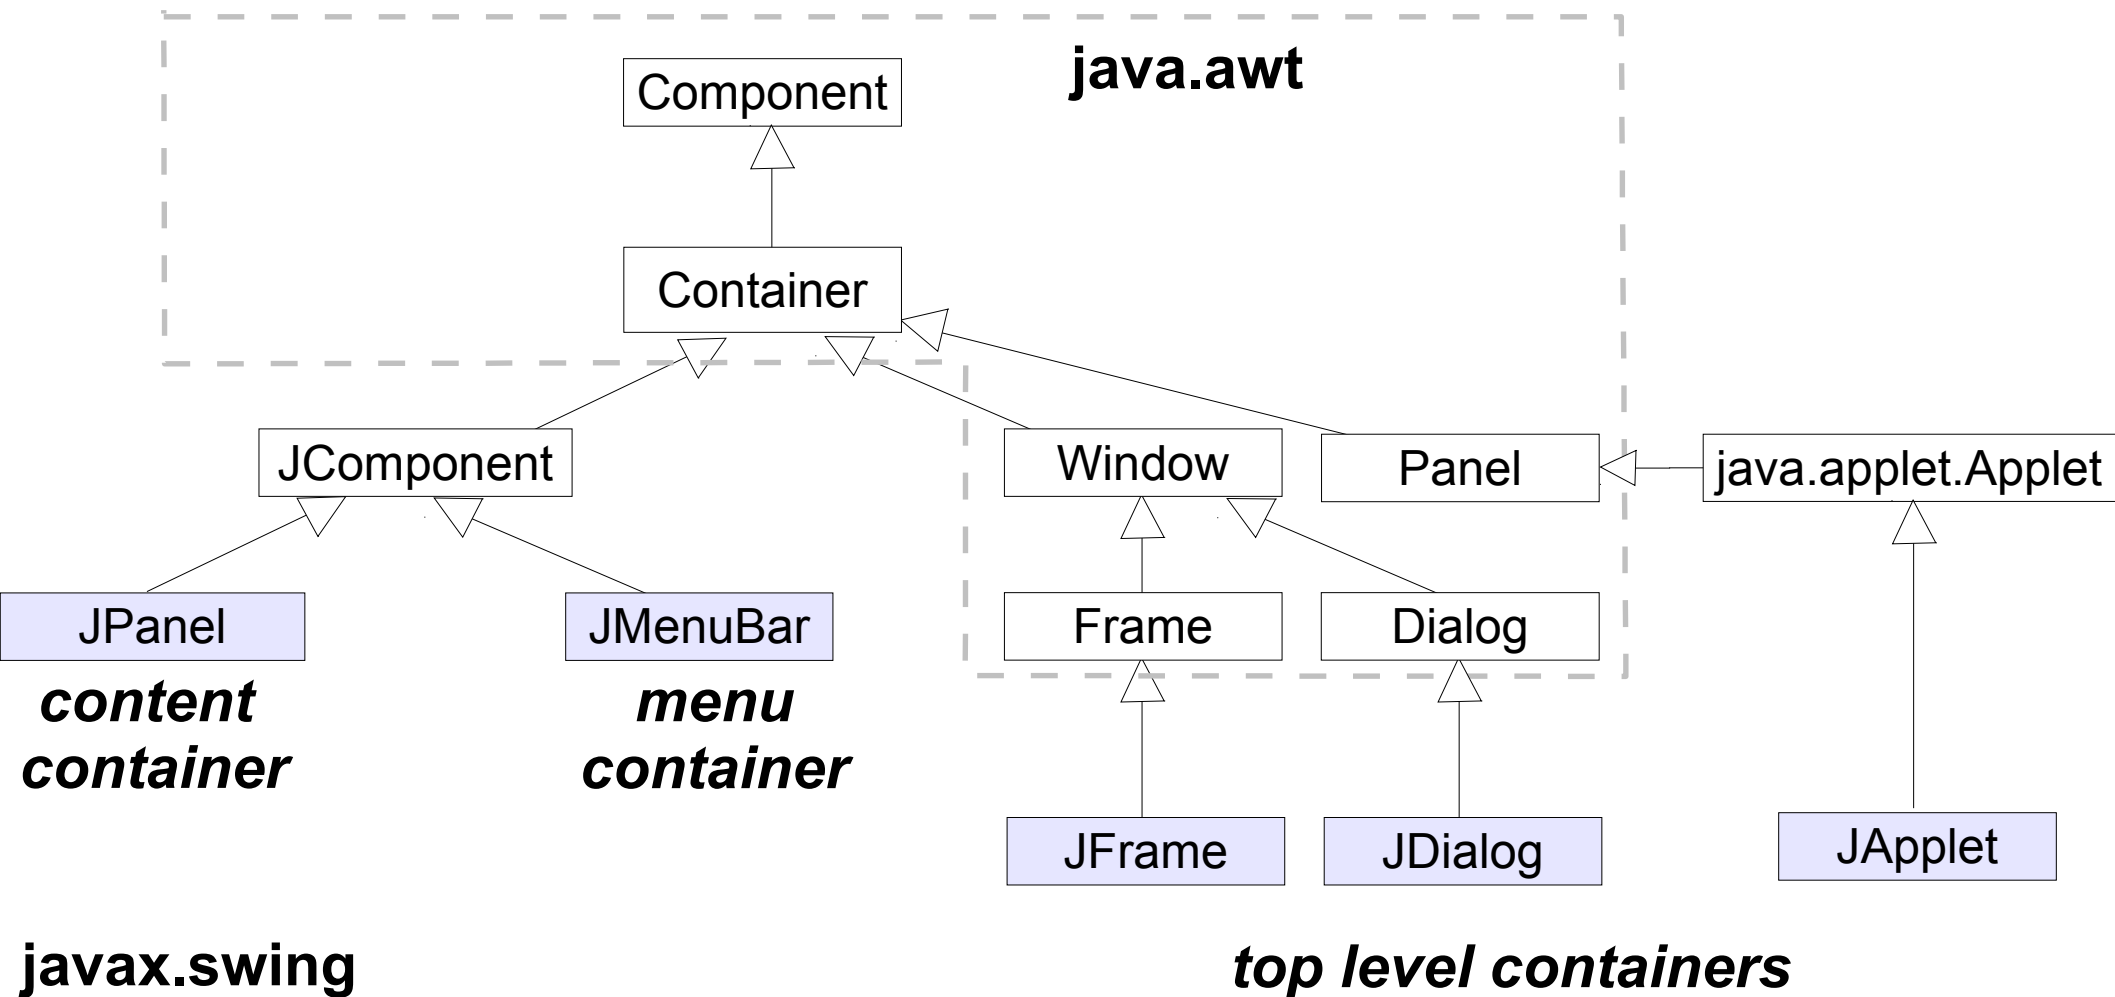 java.awt
Component
Container
JComponent
Window
Panel
java.applet.Applet
JPanel
JMenuBar
Frame
Dialog
content
container
menu
container
JFrame
JDialog
JApplet
javax.swing
top level containers